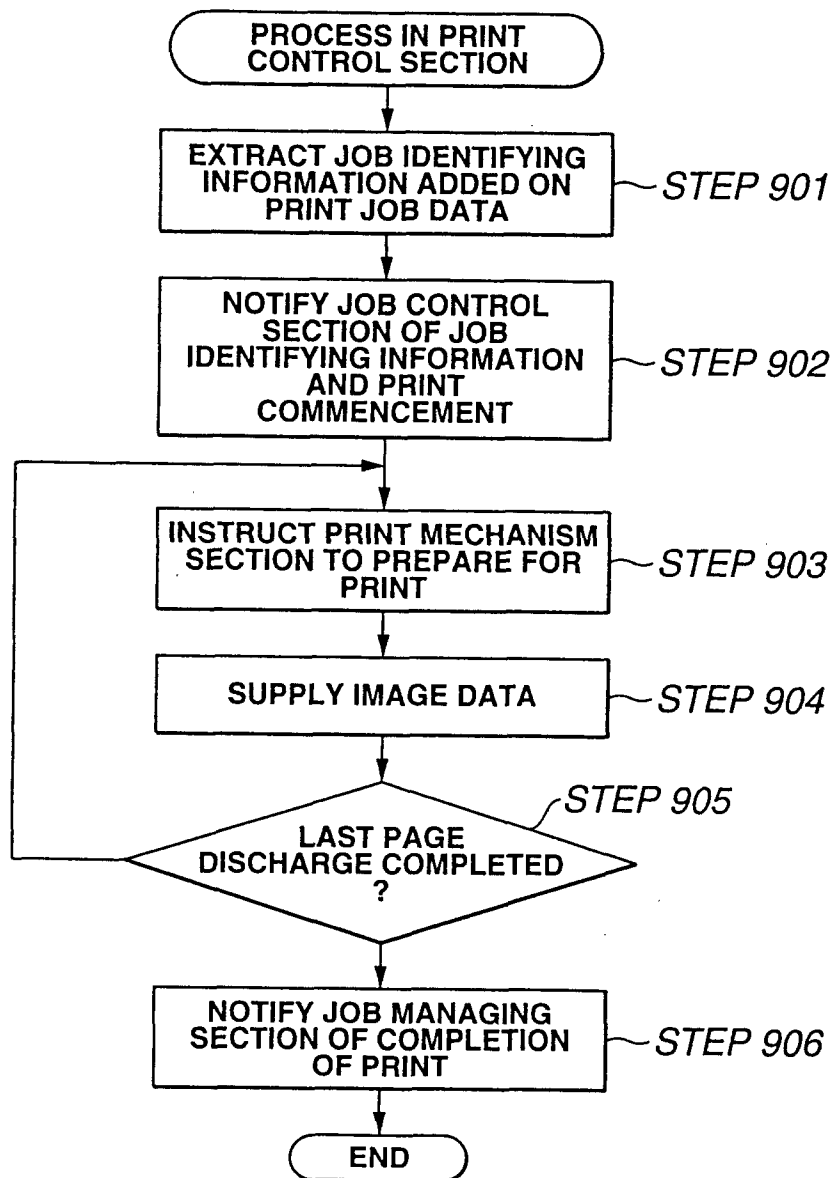 PROCESS IN PRINT
CONTROL SECTION
EXTRACT JOB IDENTIFYING
INFORMATION ADDED ON
PRINT JOB DATA
STEP 901
NOTIFY JOB CONTROL
SECTION OF JOB
IDENTIFYING INFORMATION
AND PRINT
COMMENCEMENT
STEP 902
INSTRUCT PRINT MECHANISM
SECTION TO PREPARE FOR
PRINT
STEP 903
SUPPLY IMAGE DATA
STEP 904
STEP 905
LAST PAGE
DISCHARGE COMPLETED
?
NOTIFY JOB MANAGING
SECTION OF COMPLETION
OF PRINT
STEP 906
END